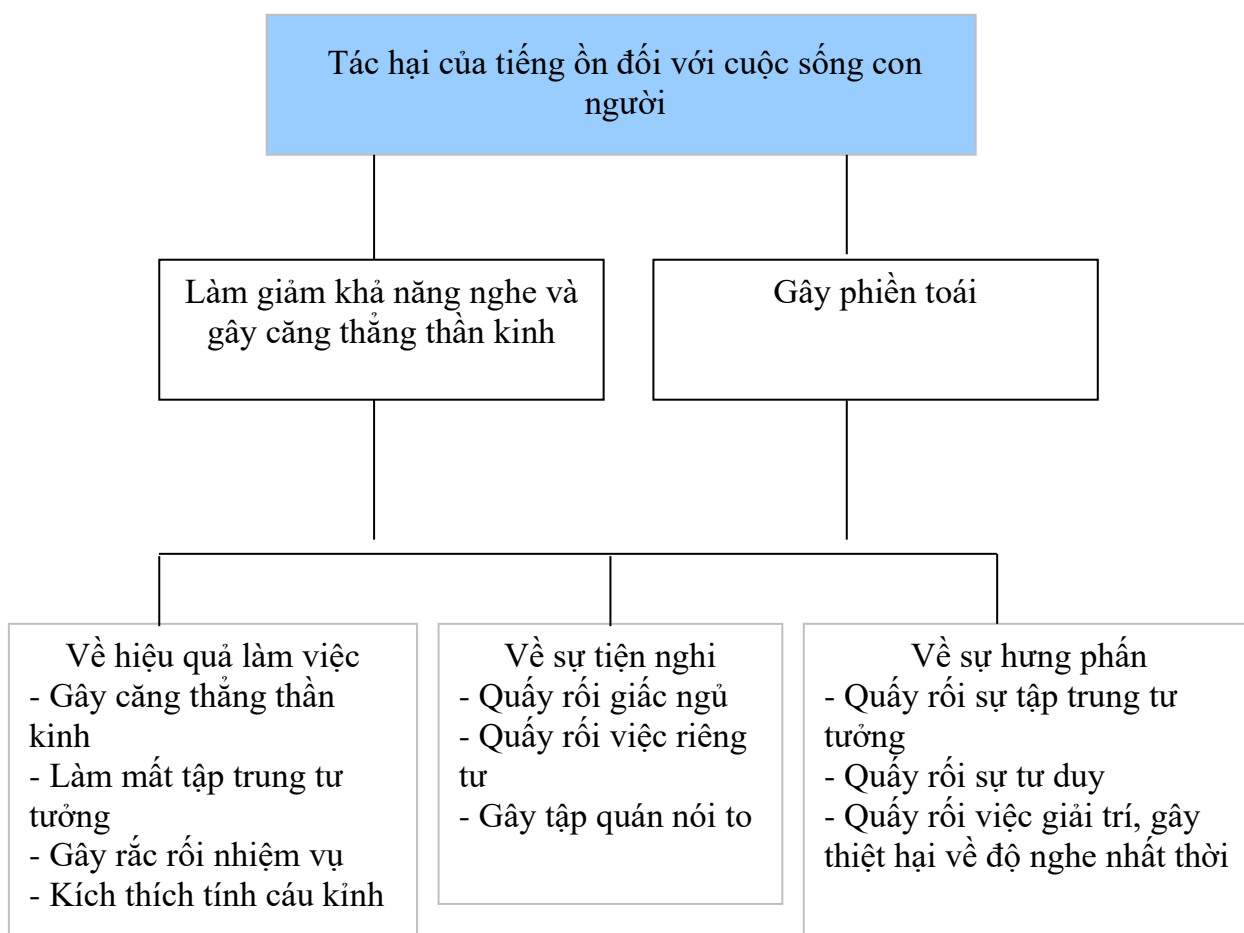 Tác hại của tiếng ồn đối với cuộc sống con
người
Làm giảm khả năng nghe và
gây căng thẳng thần kinh
Gây phiền toái
Về hiệu quả làm việc
- Gây căng thẳng thần
kinh
- Làm mất tập trung tư
tưởng
- Gây rắc rối nhiệm vụ
- Kích thích tính cáu kỉnh
Về sự tiện nghi
- Quấy rối giấc ngủ
- Quấy rối việc riêng
tư
- Gây tập quán nói to
Về sự hưng phấn
- Quấy rối sự tập trung tư
tưởng
- Quấy rối sự tư duy
- Quấy rối việc giải trí, gây
thiệt hại về độ nghe nhất thời